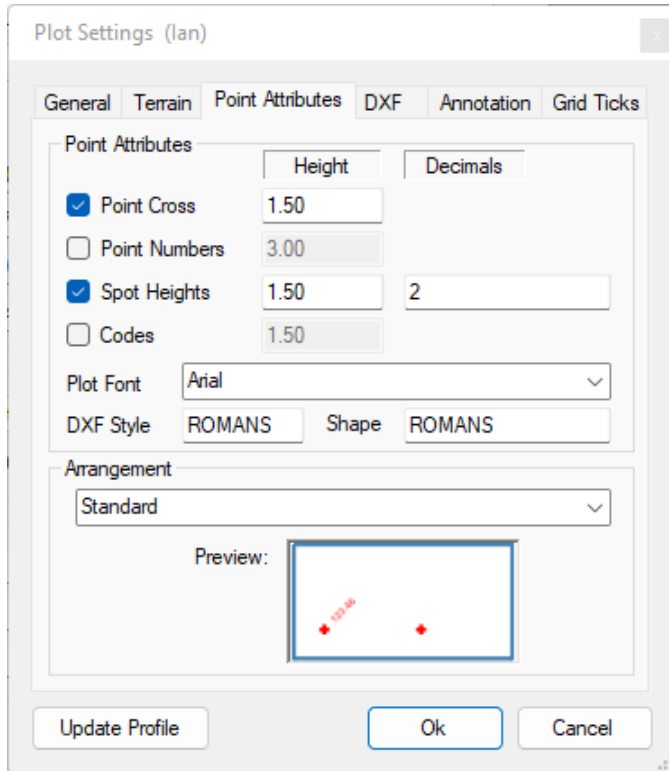 Plot Settings (Ian)
General Terrain Point Attributes DXF Annotation Grid Ticks
Point Attributes
Height Decimals
Point Cross 1.50
Point Numbers 3.00
Spot Heights 1.50 2
Codes 1.50
Plot Font Arial
DXF Style ROMANS Shape ROMANS
Arrangement
Standard
Preview:
123.46
Update Profile Ok Cancel